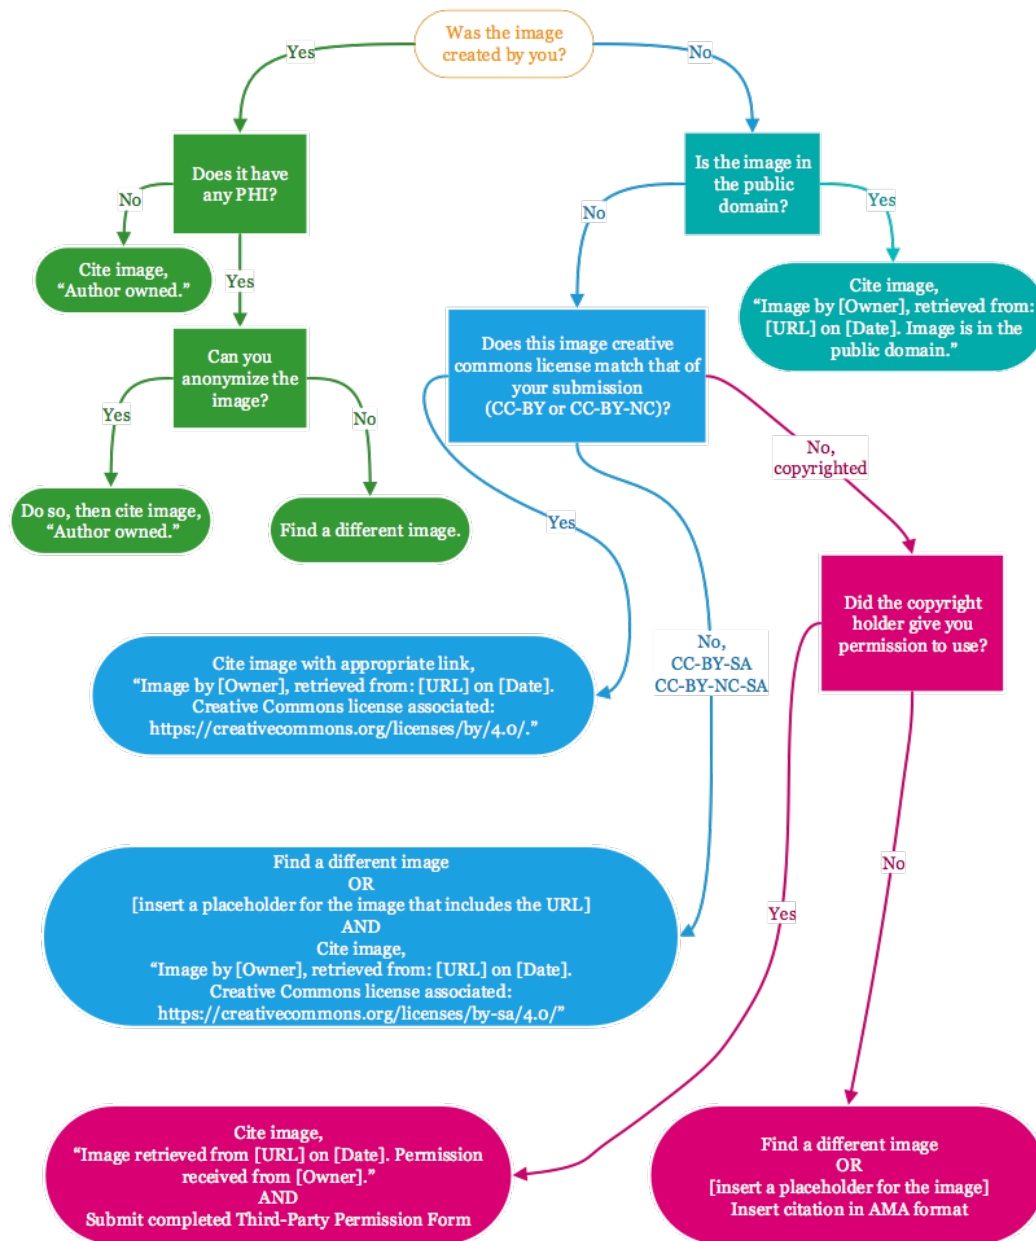 Was the image
created by you?
Yes
No
Does it have
any PHI?
Is the image in
the public
domain?
No
Yes
No
Yes
Cite image,
“Author owned.”
Cite image,
“Image by [Owner], retrieved from:
[URL] on [Date]. Image is in the
public domain.”
Can you
anonymize the
image?
Does this image creative
commons license match that of
your submission
(CC-BY or CC-BY-NC)?
Yes
No
No,
copyrighted
Do so, then cite image,
“Author owned.”
Find a different image.
Yes
Did the copyright
holder give you
permission to use?
No,
CC-BY-SA
CC-BY-NC-SA
Cite image with appropriate link,
“Image by [Owner], retrieved from: [URL] on [Date].
Creative Commons license associated:
https://creativecommons.org/licenses/by/4.0/.”
Find a different image
OR
[insert a placeholder for the image that includes the URL]
AND
Cite image,
“Image by [Owner], retrieved from: [URL] on [Date].
Creative Commons license associated:
https://creativecommons.org/licenses/by-sa/4.0/”
Yes
No
Cite image,
“Image retrieved from [URL] on [Date]. Permission
received from [Owner].”
AND
Submit completed Third-Party Permission Form
Find a different image
OR
[insert a placeholder for the image]
Insert citation in AMA format